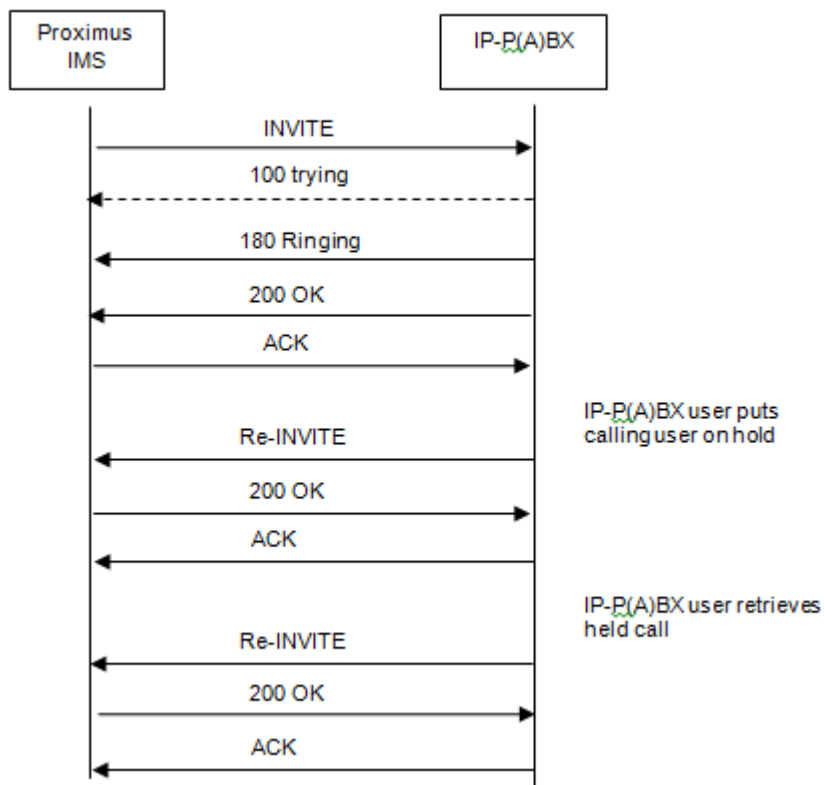 Proximus
IMS
IP-P(A)BX
INVITE
100 trying
180 Ringing
200 OK
ACK
IP-P(A)BX user puts
calling user on hold
Re-INVITE
200 OK
ACK
IP-P(A)BX user retrieves
held call
Re-INVITE
200 OK
ACK